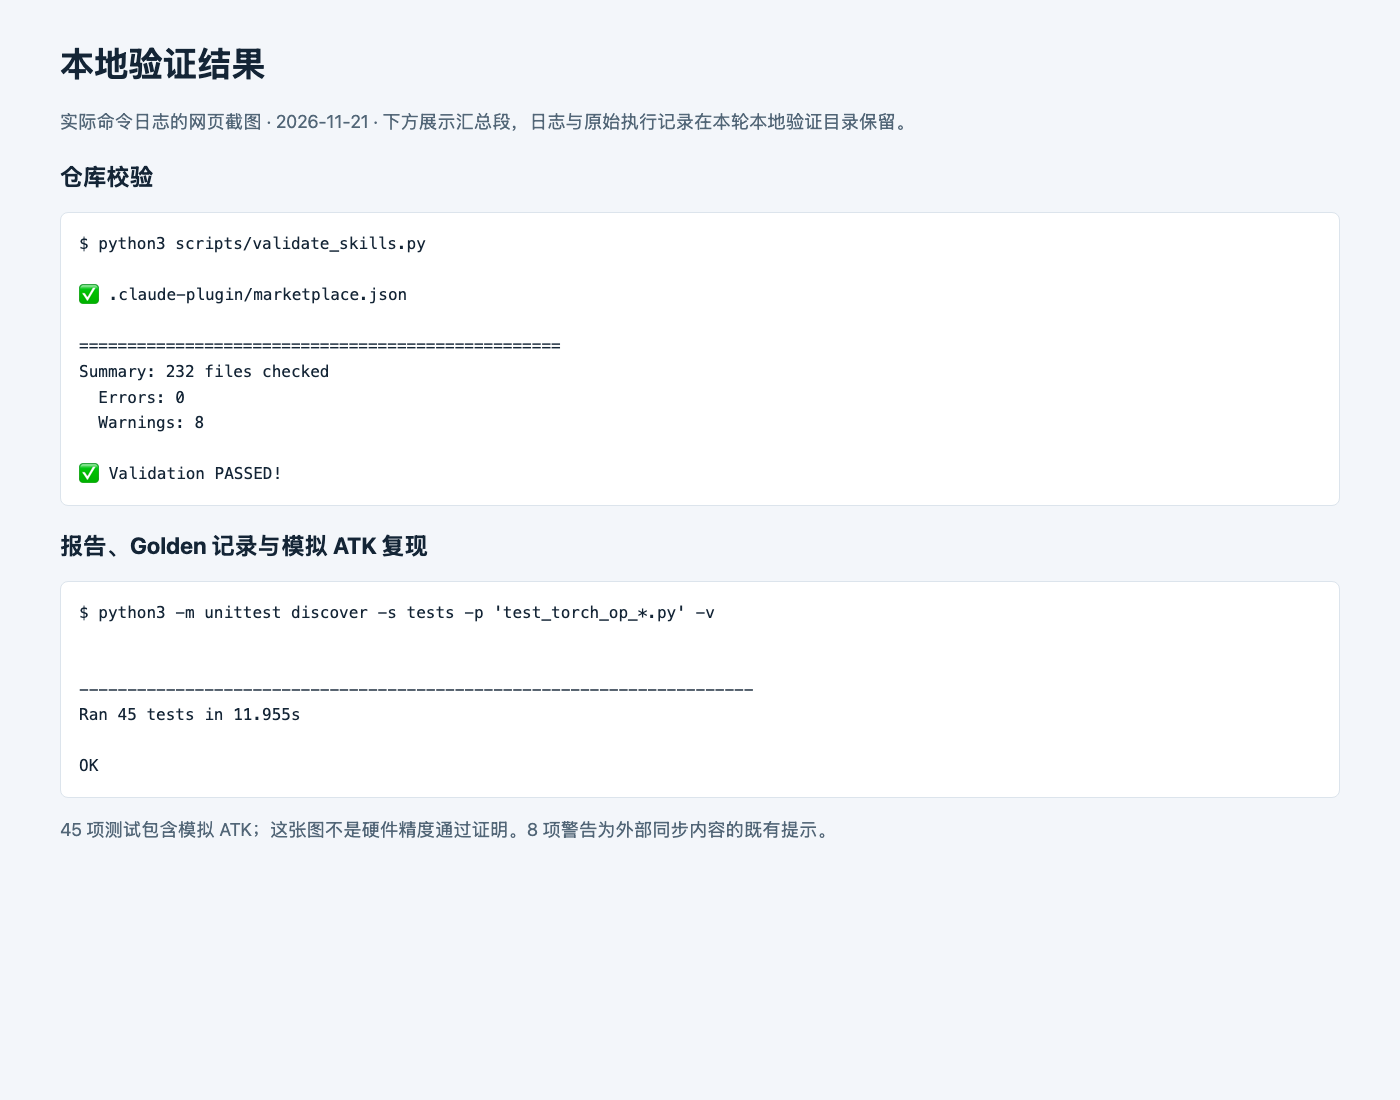 本地验证结果
实际命令日志的网页截图 · 2026-11-21 · 下方展示汇总段，日志与原始执行记录在本轮本地验证目录保留。
仓库校验
$ python3 scripts/validate_skills.py
✅ .claude-plugin/marketplace.json
==================================================
Summary: 232 files checked
Errors: 0
Warnings: 8
✅ Validation PASSED!
报告、Golden 记录与模拟 ATK 复现
$ python3 -m unittest discover -s tests -p 'test_torch_op_*.py' -v
----------------------------------------------------------------------
Ran 45 tests in 11.955s
OK
45 项测试包含模拟 ATK；这张图不是硬件精度通过证明。8 项警告为外部同步内容的既有提示。